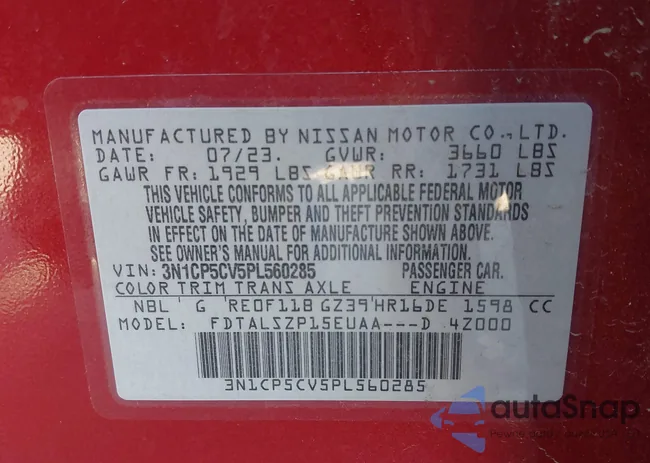 MANUFACTURED BY NISSAN MOTOR CO., LTD.
DATE: 07/23. GVWR: 3660 LBS
GAWR FR: 1929 LBS GAWR RR: 1731 LBS
THIS VEHICLE CONFORMS TO ALL APPLICABLE FEDERAL MOTOR
VEHICLE SAFETY, BUMPER AND THEFT PREVENTION STANDARDS
IN EFFECT ON THE DATE OF MANUFACTURE SHOWN ABOVE.
SEE OWNER'S MANUAL FOR ADDITIONAL INFORMATION.
VIN: 3N1CP5CV5PL560285 PASSENGER CAR.
COLOR TRIM TRANS AXLE ENGINE
NBL G RE0F11B GZ39 HR16DE 1598 CC
MODEL: FDTALSZP15EUAA---D 4Z000
3N1CP5CV5PL560285
autoSnap